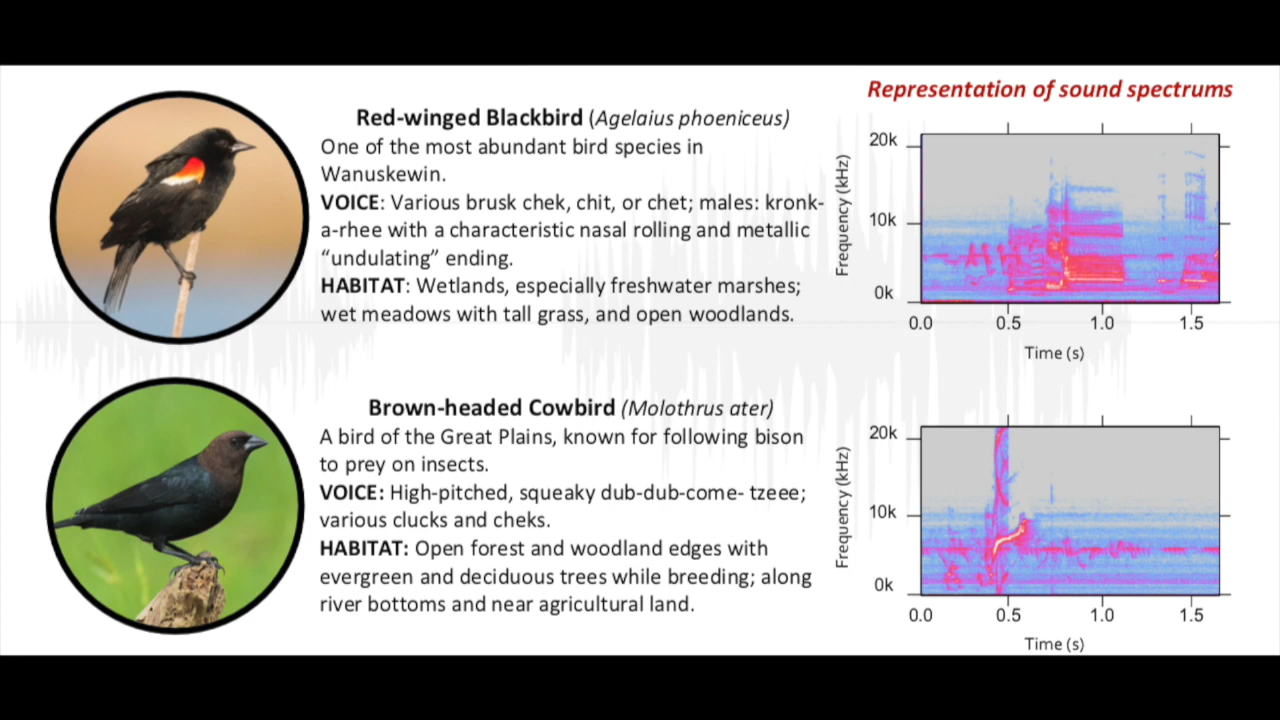 Representation of sound spectrums
Red-winged Blackbird (Agelaius phoeniceus)
One of the most abundant bird species in
Wanuskewin.
VOICE: Various brusk chek, chit, or chet; males: kronk-
a-rhee with a characteristic nasal rolling and metallic
“undulating” ending.
HABITAT: Wetlands, especially freshwater marshes;
wet meadows with tall grass, and open woodlands.
Frequency (kHz)
20k
10k
0k
0.0 0.5 1.0 1.5
Time (s)
Brown-headed Cowbird (Molothrus ater)
A bird of the Great Plains, known for following bison
to prey on insects.
VOICE: High-pitched, squeaky dub-dub-come- tzeee;
various clucks and cheks.
HABITAT: Open forest and woodland edges with
evergreen and deciduous trees while breeding; along
river bottoms and near agricultural land.
Frequency (kHz)
20k
10k
0k
0.0 0.5 1.0 1.5
Time (s)